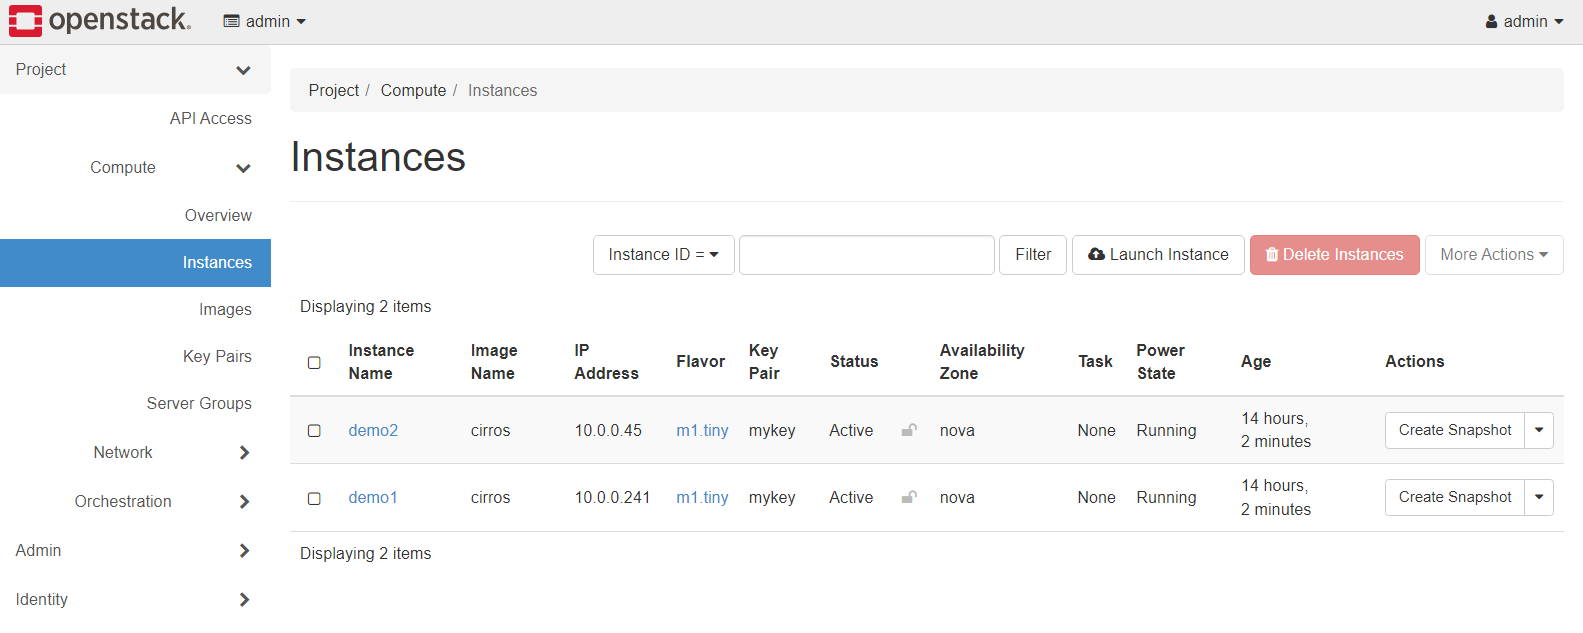 openstack. admin admin
Project
Project / Compute / Instances
API Access
Compute
Instances
Overview
Instances
Images
Key Pairs
Server Groups
Network
Orchestration
Admin
Identity
Instance ID = Filter Launch Instance Delete Instances More Actions
Displaying 2 items
Instance Name Image Name IP Address Flavor Key Pair Status Availability Zone Task Power State Age Actions
demo2 cirros 10.0.0.45 m1.tiny mykey Active nova None Running 14 hours, 2 minutes Create Snapshot
demo1 cirros 10.0.0.241 m1.tiny mykey Active nova None Running 14 hours, 2 minutes Create Snapshot
Displaying 2 items